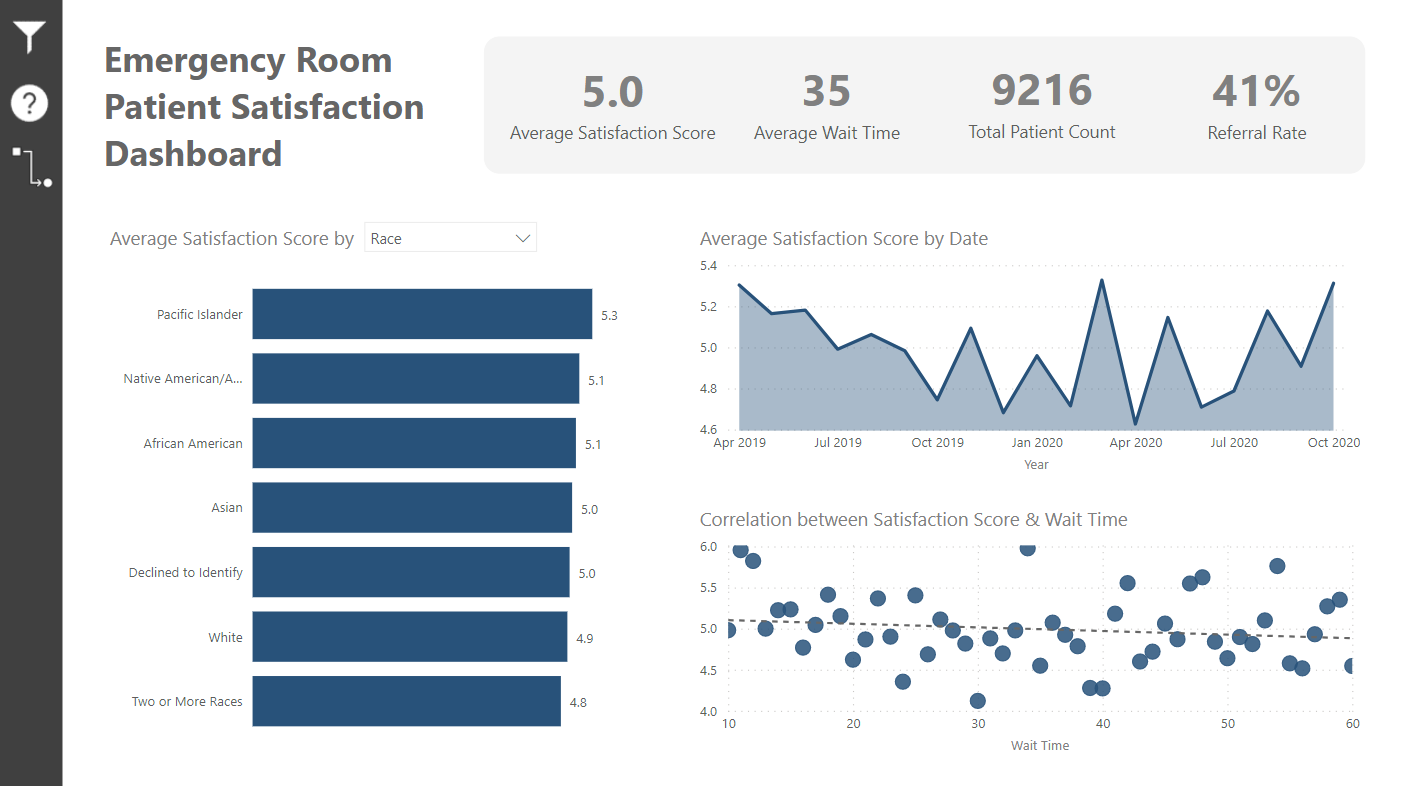 ?
Emergency Room
Patient Satisfaction
Dashboard
5.0
Average Satisfaction Score
35
Average Wait Time
9216
Total Patient Count
41%
Referral Rate
Average Satisfaction Score by
Race
Pacific Islander 5.3
Native American/A... 5.1
African American 5.1
Asian 5.0
Declined to Identify 5.0
White 4.9
Two or More Races 4.8
Average Satisfaction Score by Date
5.4
5.2
5.0
4.8
4.6
Apr 2019 Jul 2019 Oct 2019 Jan 2020 Apr 2020 Jul 2020 Oct 2020
Year
Correlation between Satisfaction Score & Wait Time
6.0
5.5
5.0
4.5
4.0
10 20 30 40 50 60
Wait Time